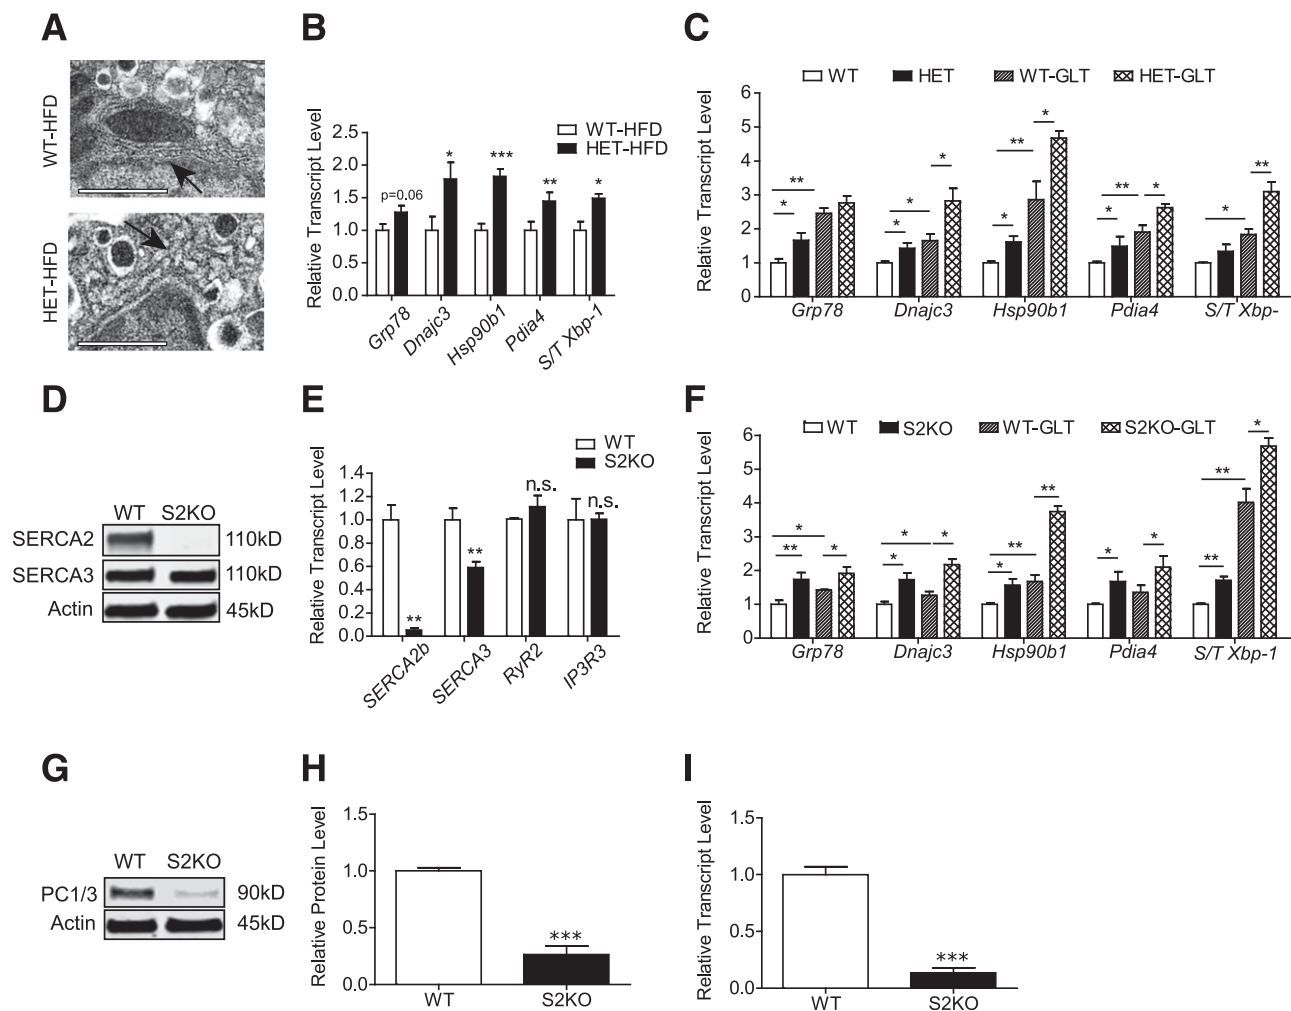 A
WT-HFD
HET-HFD
B
Relative Transcript Level
2.5
2.0
1.5
1.0
0.5
0.0
WT-HFD
HET-HFD
p=0.06
*
***
**
*
Grp78
Dnajc3
Hsp90b1
Pdia4
S/T Xbp-1
C
WT
HET
WT-GLT
HET-GLT
Relative Transcript Level
6
5
4
3
2
1
0
**
*
*
*
*
*
**
*
*
**
*
*
**
Grp78
Dnajc3
Hsp90b1
Pdia4
S/T Xbp-
D
WT S2KO
SERCA2 110kD
SERCA3 110kD
Actin 45kD
E
Relative Transcript Level
WT
S2KO
1.4
1.2
1.0
0.8
0.6
0.4
0.2
0.0
**
**
n.s.
n.s.
SERCA2b
SERCA3
RyR2
IP3R3
F
WT
S2KO
WT-GLT
S2KO-GLT
Relative Transcript Level
6
5
4
3
2
1
0
*
**
*
*
*
*
**
**
*
*
*
*
**
**
Grp78
Dnajc3
Hsp90b1
Pdia4
S/T Xbp-1
G
WT S2KO
PC1/3 90kD
Actin 45kD
H
Relative Protein Level
1.5
1.0
0.5
0.0
***
WT
S2KO
I
Relative Transcript Level
1.5
1.0
0.5
0.0
***
WT
S2KO